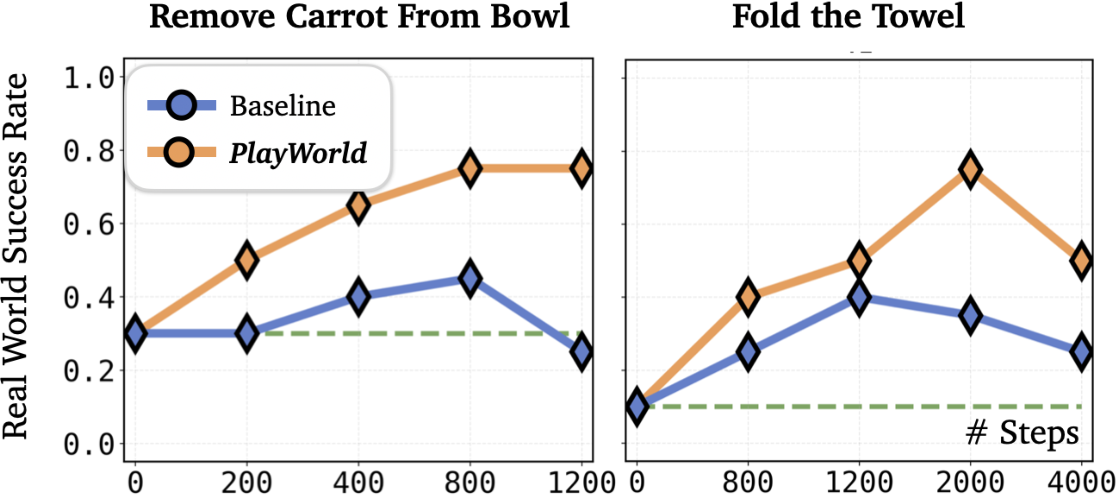 Remove Carrot From Bowl
Fold the Towel
Real World Success Rate
1.0
0.8
0.6
0.4
0.2
0.0
Baseline
PlayWorld
0 200 400 800 1200
0 800 1200 2000 4000
# Steps